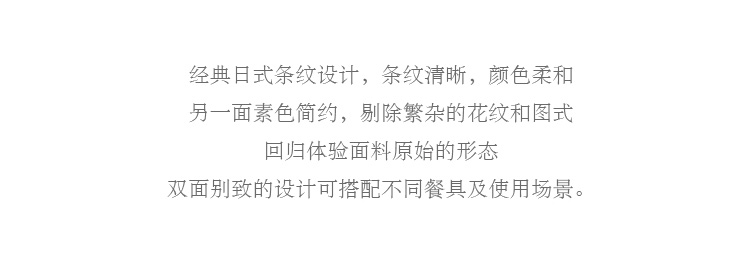 经典日式条纹设计，条纹清晰，颜色柔和
另一面素色简约，剔除繁杂的花纹和图式
回归体验面料原始的形态
双面别致的设计可搭配不同餐具及使用场景。